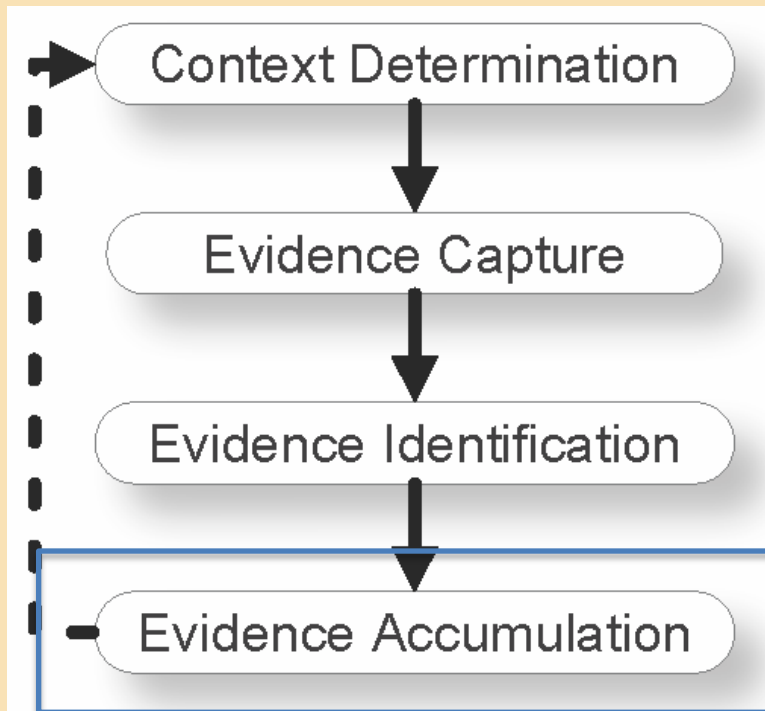 Context Determination
Evidence Capture
Evidence Identification
Evidence Accumulation